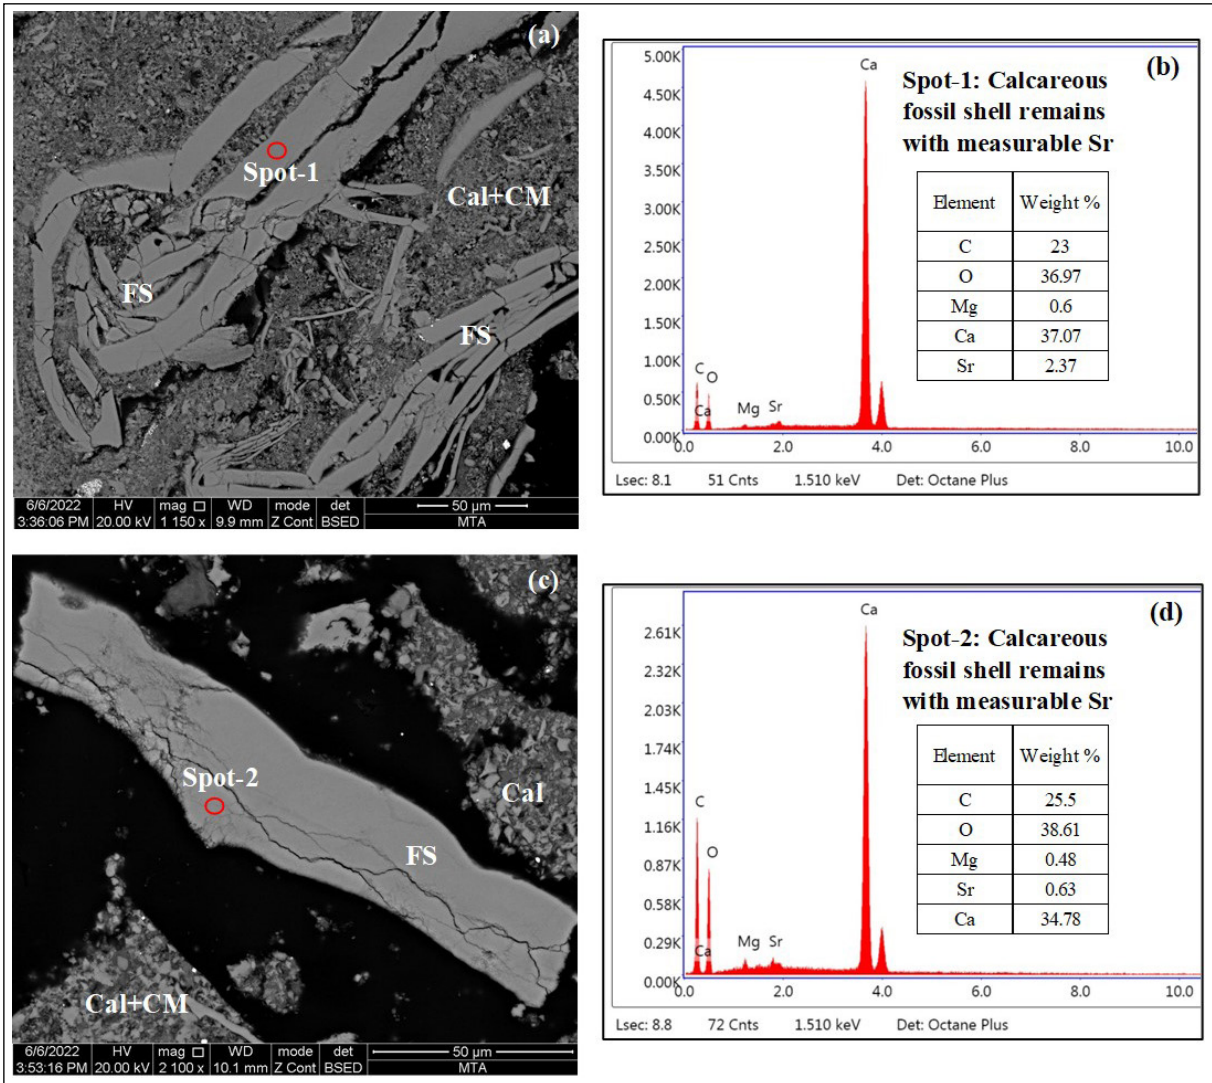 (a)
Spot-1
Cal+CM
FS
FS
6/6/2022 HV mag □ WD mode det 50 µm
3:36:06 PM 20.00 kV 1 150 x 9.9 mm Z Cont BSED MTA
(b)
Spot-1: Calcareous
fossil shell remains
with measurable Sr
Element Weight %
C 23
O 36.97
Mg 0.6
Ca 37.07
Sr 2.37
5.00K
4.50K
4.00K
3.50K
3.00K
2.50K
2.00K
1.50K
1.00K
0.50K
0.00K
Ca
C
O
Ca
Mg
Sr
0.0 2.0 4.0 6.0 8.0 10.0
Lsec: 8.1 51 Cnts 1.510 keV Det: Octane Plus
(c)
Spot-2
Cal
FS
Cal+CM
6/6/2022 HV mag □ WD mode det 50 µm
3:53:16 PM 20.00 kV 2 100 x 10.1 mm Z Cont BSED MTA
(d)
Spot-2: Calcareous
fossil shell remains
with measurable Sr
Element Weight %
C 25.5
O 38.61
Mg 0.48
Sr 0.63
Ca 34.78
2.61K
2.32K
2.03K
1.74K
1.45K
1.16K
0.87K
0.58K
0.29K
0.00K
Ca
C
O
Ca
Mg
Sr
0.0 2.0 4.0 6.0 8.0 10.0
Lsec: 8.8 72 Cnts 1.510 keV Det: Octane Plus